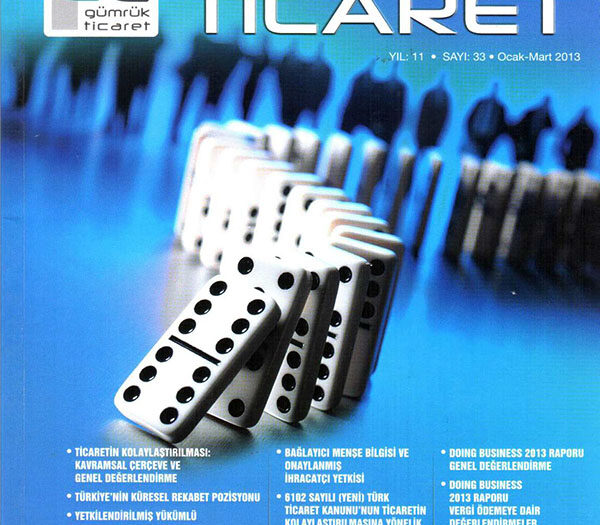 gümrük
ticaret
TİCARET
YIL: 11 • SAYI: 33 • Ocak-Mart 2013
• TİCARETİN KOLAYLAŞTIRILMASI:
KAVRAMSAL ÇERÇEVE VE
GENEL DEĞERLENDİRME
• TÜRKİYE'NİN KÜRESEL REKABET POZİSYONU
• YETKİLENDİRİLMİŞ YÜKÜMLÜ
• BAĞLAYICI MENŞE BİLGİSİ VE
ONAYLANMIŞ
İHRACATÇI YETKİSİ
• 6102 SAYILI (YENİ) TÜRK
TİCARET KANUNU'NUN TİCARETİN
KOLAYLAŞTIRILMASINA YÖNELİK
• DOING BUSINESS 2013 RAPORU
GENEL DEĞERLENDİRME
• DOING BUSINESS
2013 RAPORU
VERGİ ÖDEMEYE DAİR
DEĞERLENDİRMELER